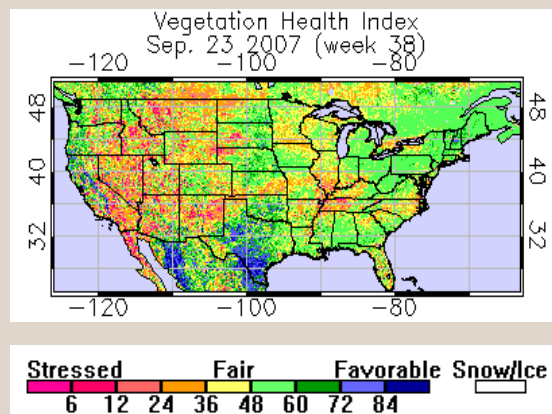 Vegetation Health Index
Sep. 23 2007 (week 38)
-120 -100 -80
48 48
40 40
32 32
-120 -100 -80
Stressed Fair Favorable Snow/Ice
6 12 24 36 48 60 72 84